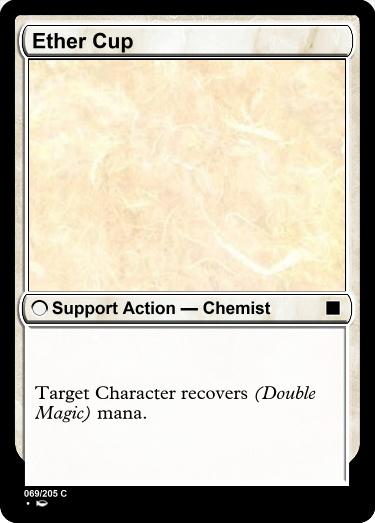 Ether Cup
Support Action — Chemist
Target Character recovers (Double
Magic) mana.
069/205 C